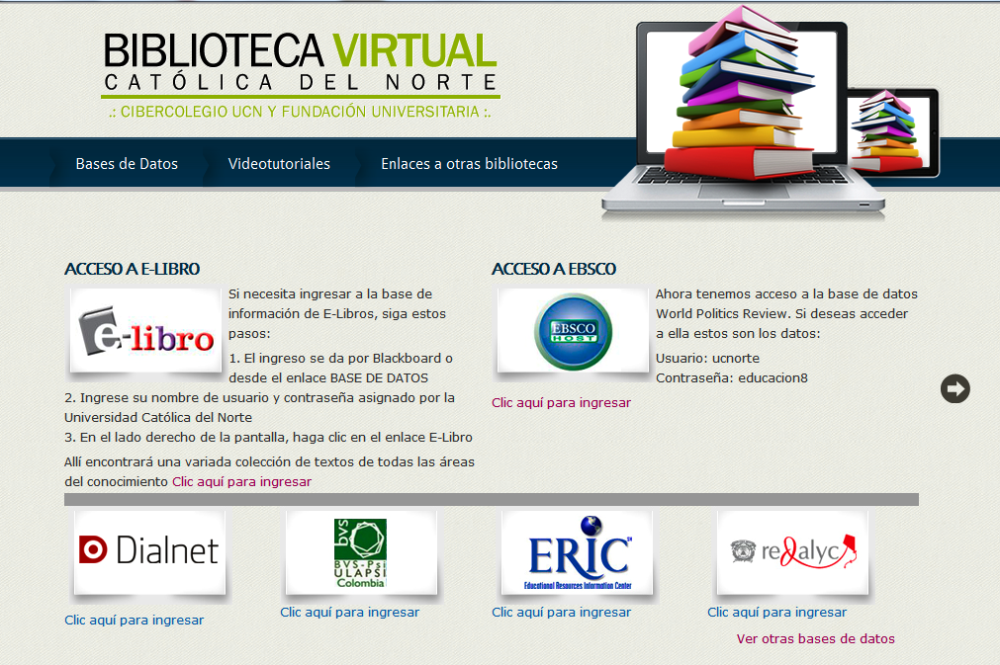 BIBLIOTECA VIRTUAL
CATÓLICA DEL NORTE
.: CIBERCOLEGIO UCN Y FUNDACIÓN UNIVERSITARIA :.
Bases de Datos
Videotutoriales
Enlaces a otras bibliotecas
ACCESO A E-LIBRO
e-libro
Si necesita ingresar a la base de
información de E-Libros, siga estos
pasos:
1. El ingreso se da por Blackboard o
desde el enlace BASE DE DATOS
2. Ingrese su nombre de usuario y contraseña asignado por la
Universidad Católica del Norte
3. En el lado derecho de la pantalla, haga clic en el enlace E-Libro
Allí encontrará una variada colección de textos de todas las áreas
del conocimiento Clic aquí para ingresar
ACCESO A EBSCO
EBSCO
HOST
Ahora tenemos acceso a la base de datos
World Politics Review. Si deseas acceder
a ella estos son los datos:
Usuario: ucnorte
Contraseña: educacion8
Clic aquí para ingresar
Dialnet
Clic aquí para ingresar
BVS
BVS-Psi
ULAPSI
Colombia
Clic aquí para ingresar
ERIC
Educational Resources Information Center
Clic aquí para ingresar
redalyc
Clic aquí para ingresar
Ver otras bases de datos